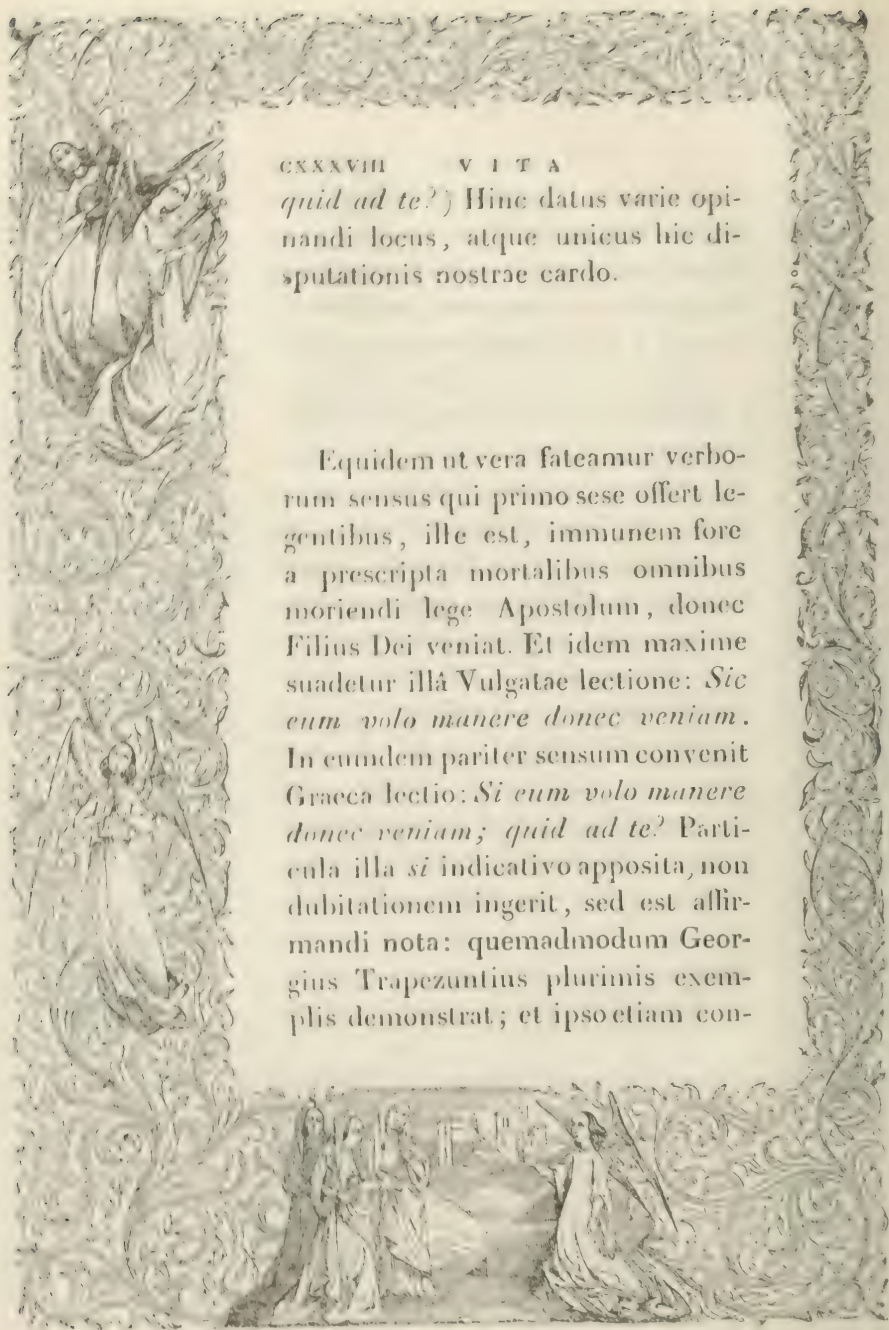 CXXXVIII VITA
quid ad te?) Hinc datus varie opi-
nandi locus, atque unicus hic di-
sputationis nostrae cardo.
Equidem ut vera fateamur verbo-
rum sensus qui primo sese offert le-
gentibus, ille est, immunem fore
a prescripta mortalibus omnibus
moriendi lege Apostolum, donec
Filius Dei veniat. Et idem maxime
suadetur illâ Vulgatae lectione: Sic
eum volo manere donec veniam.
In eumdem pariter sensum convenit
Graeca lectio: Si eum volo manere
donec veniam; quid ad te? Parti-
cula illa si indicativo apposita, non
dubitationem ingerit, sed est affir-
mandi nota: quemadmodum Geor-
gius Trapezuntius plurimis exem-
plis demonstrat; et ipso etiam con-